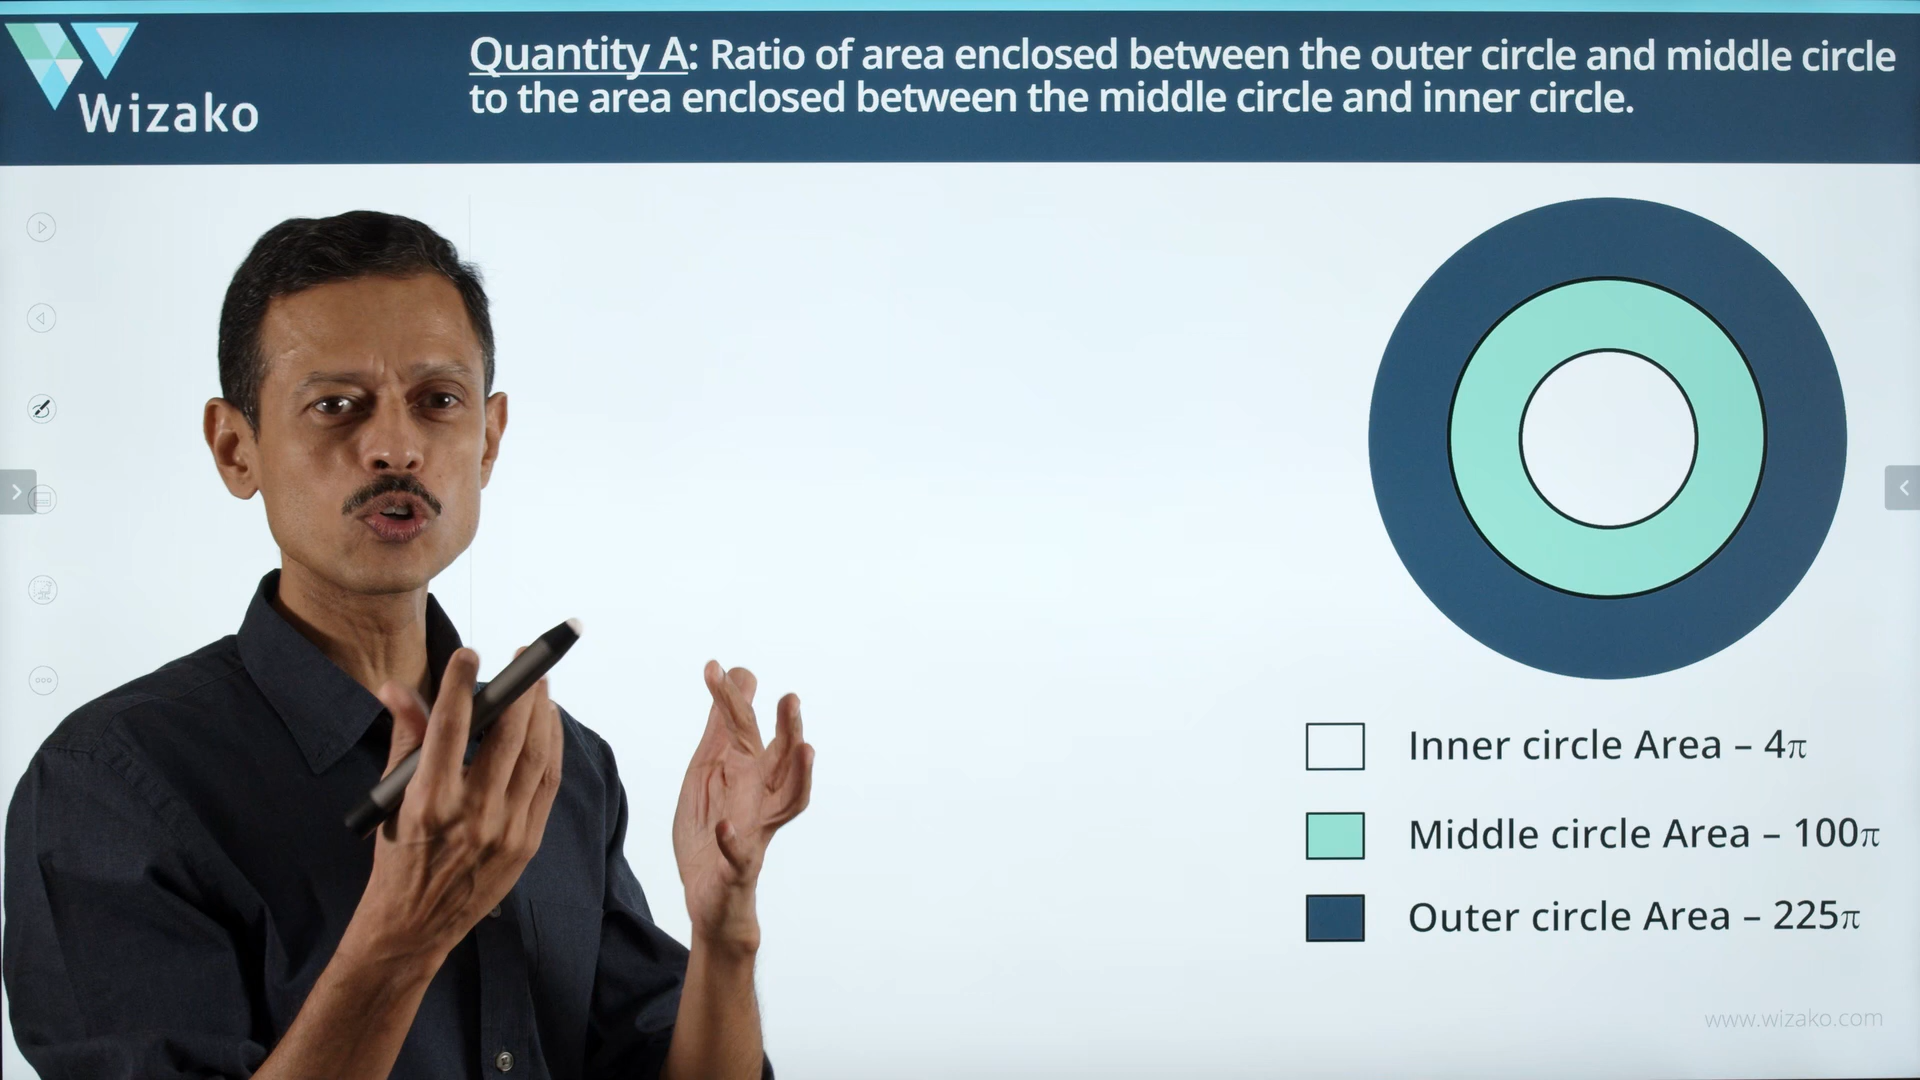 Wizako
Quantity A: Ratio of area enclosed between the outer circle and middle circle
to the area enclosed between the middle circle and inner circle.
Inner circle Area – 4π
Middle circle Area – 100π
Outer circle Area – 225π
www.wizako.com